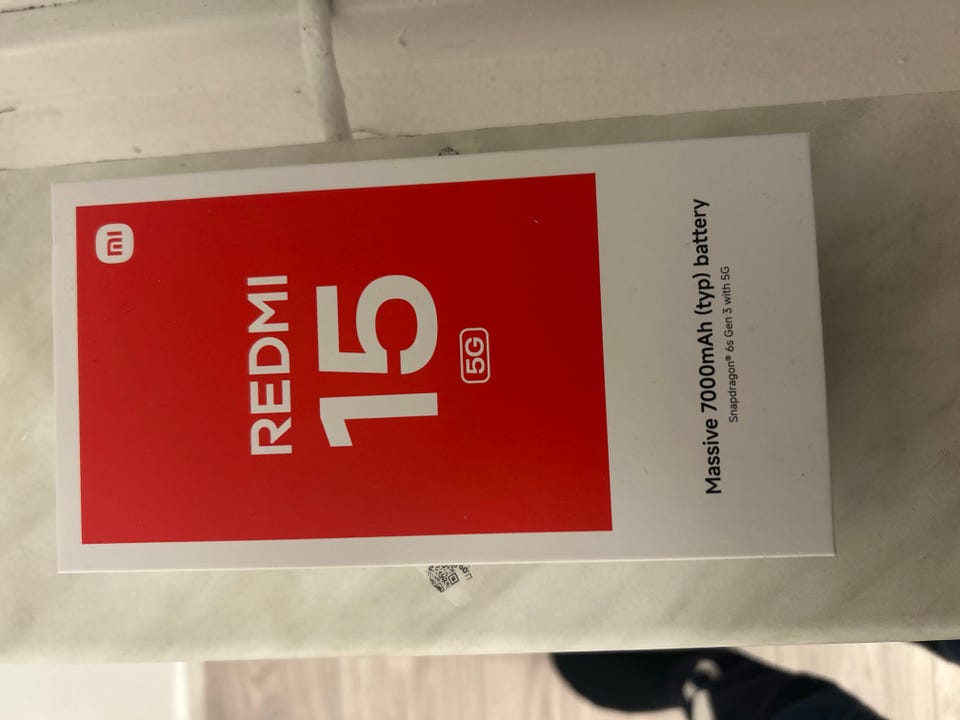 mi
REDMI
15
5G
Massive 7000mAh (typ) battery
Snapdragon® 6s Gen 3 with 5G